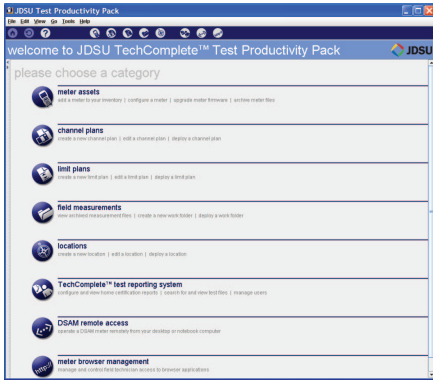 JDSU Test Productivity Pack
File Edit View Go Tools Help
welcome to JDSU TechComplete™ Test Productivity Pack
JDSU
please choose a category
meter assets
add a meter to your inventory | configure a meter | upgrade meter firmware | archive meter files
channel plans
create a new channel plan | edit a channel plan | deploy a channel plan
limit plans
create a new limit plan | edit a limit plan | deploy a limit plan
field measurements
view archived measurement files | create a new work folder | deploy a work folder
locations
create a new location | edit a location | deploy a location
TechComplete™ test reporting system
configure and view home certification reports | search for and view test files | manage users
DSAM remote access
operate a DSAM meter remotely from your desktop or notebook computer
http://
meter browser management
manage and control field technician access to browser applications